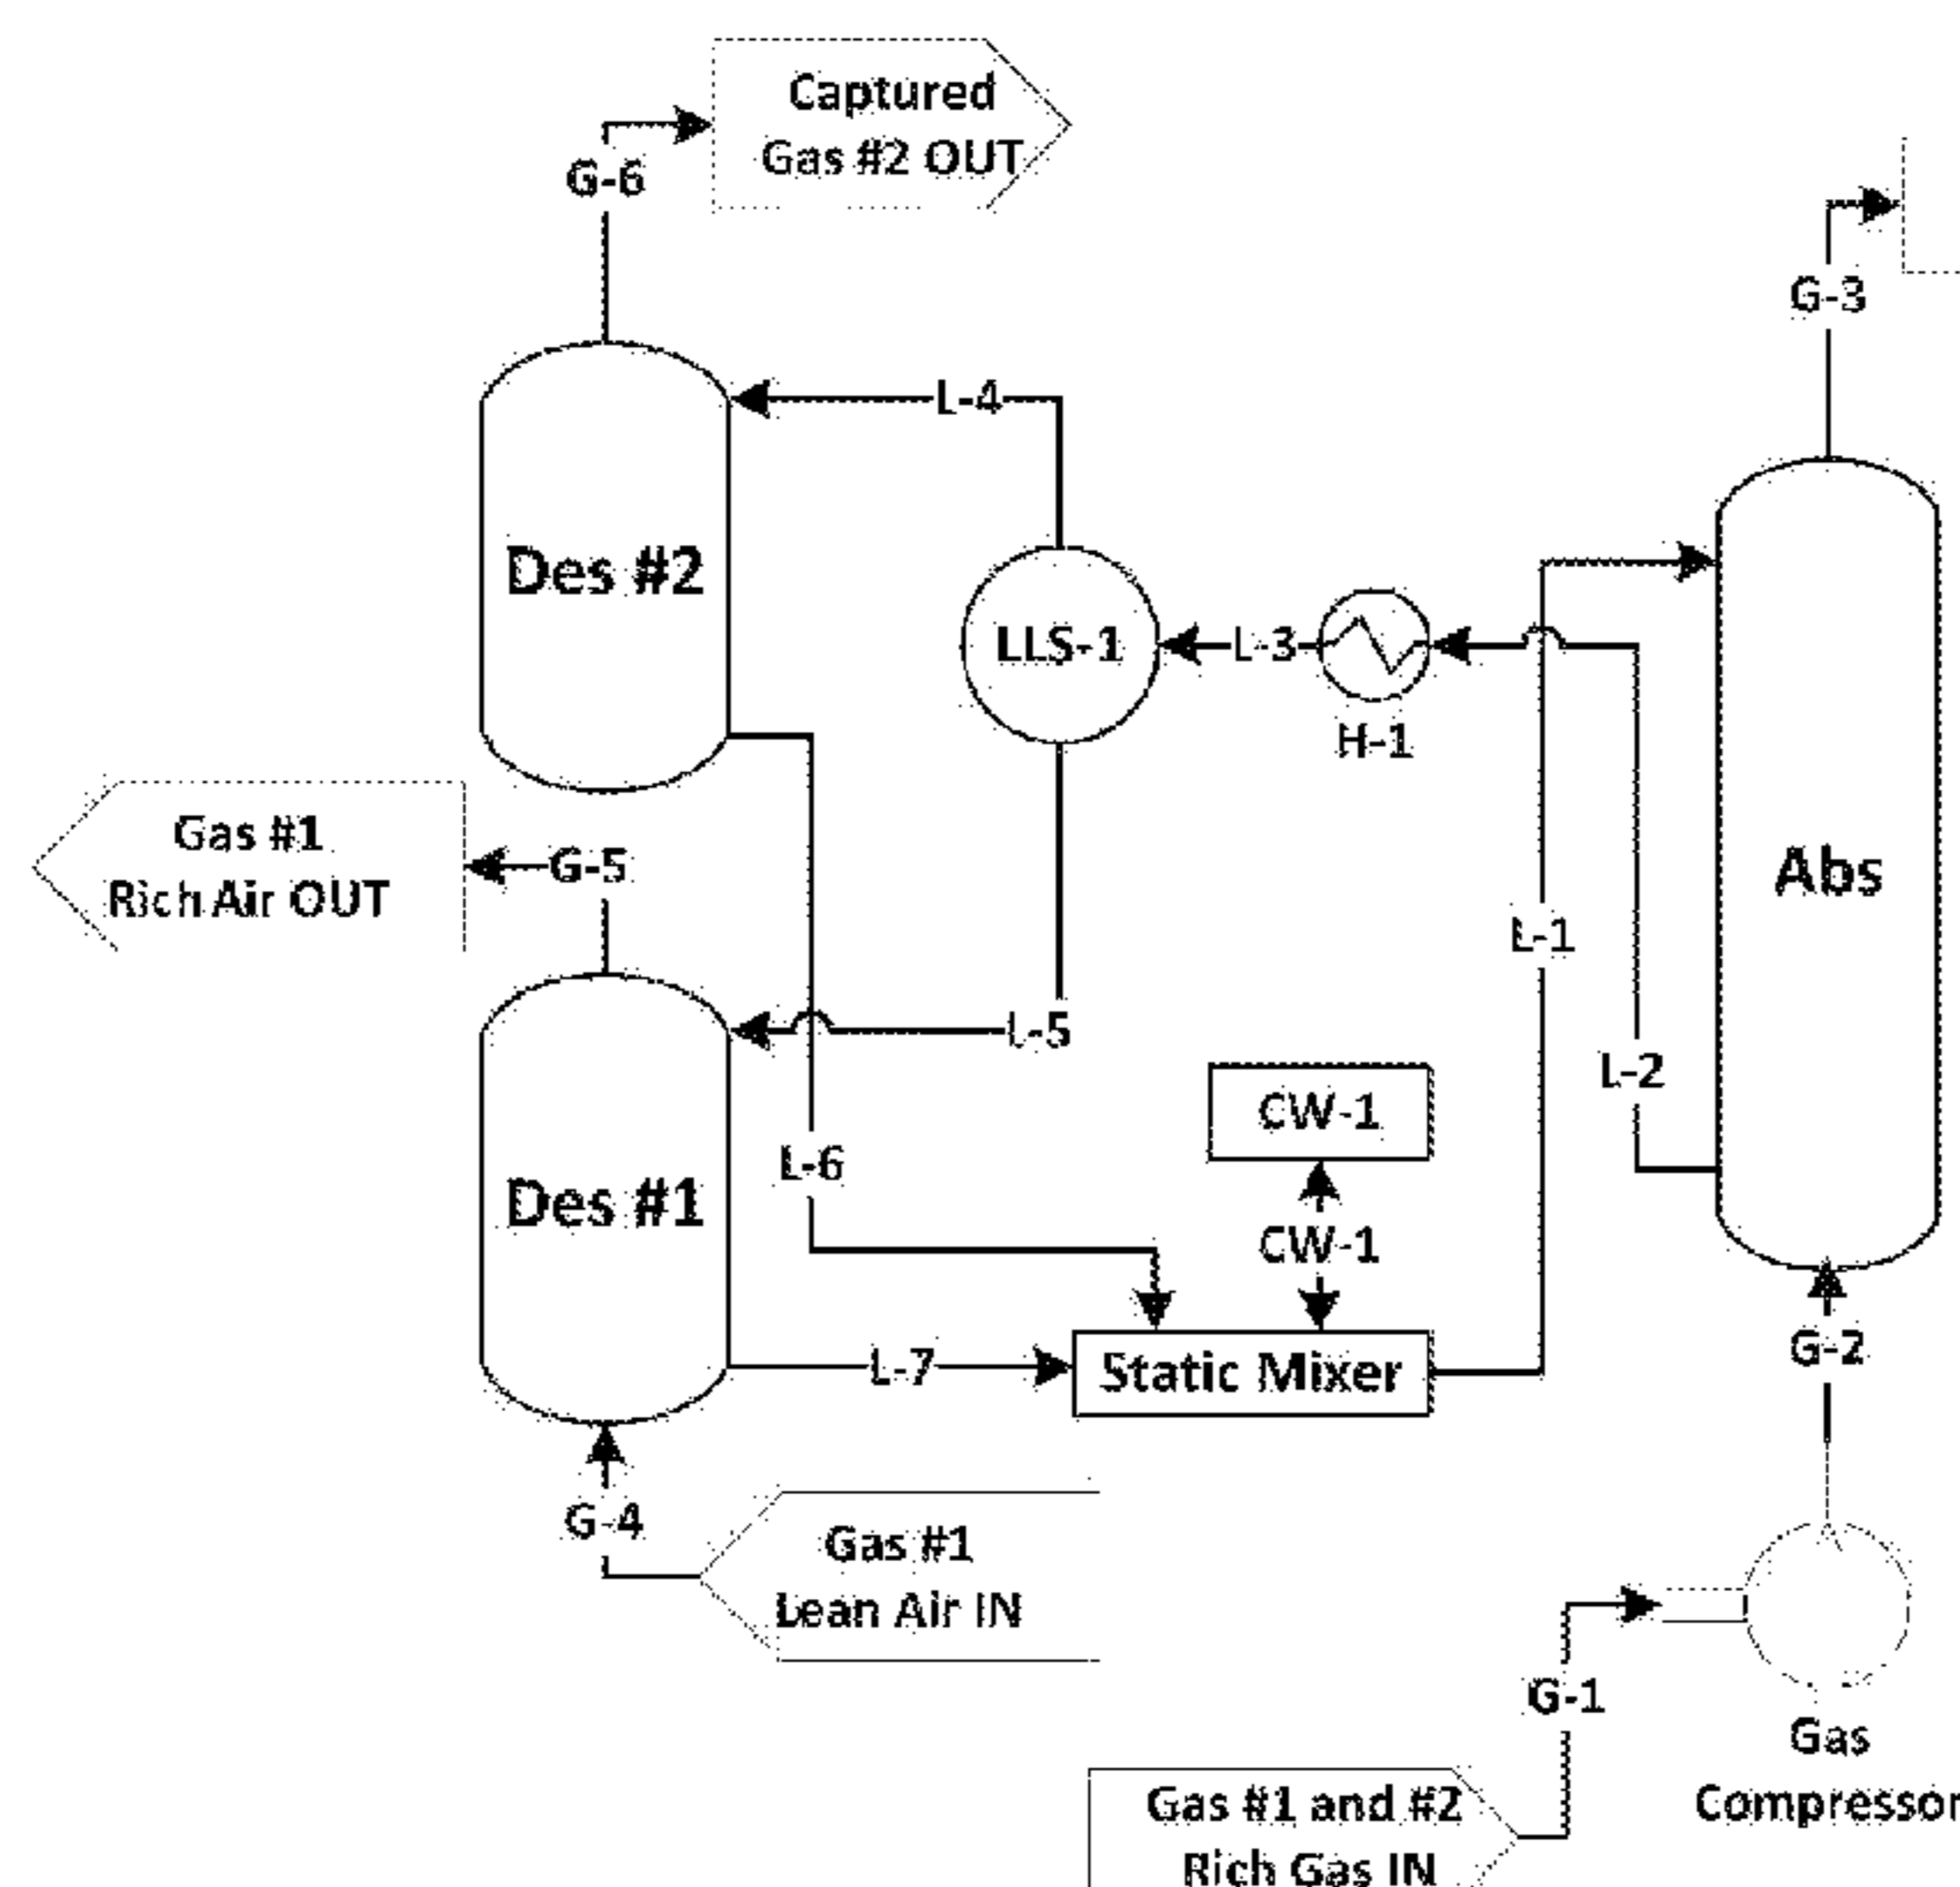 Captured
Gas #2 OUT
G-6
G-3
L-4
Des #2
LLS-1
L-3
H-1
Gas #1
Rich Air OUT
G-5
Abs
L-1
L-5
L-2
CW-1
L-6
Des #1
CW-1
G-2
L-7
Static Mixer
G-4
Gas #1
Lean Air IN
G-1
Gas
Compressor
Gas #1 and #2
Rich Gas IN